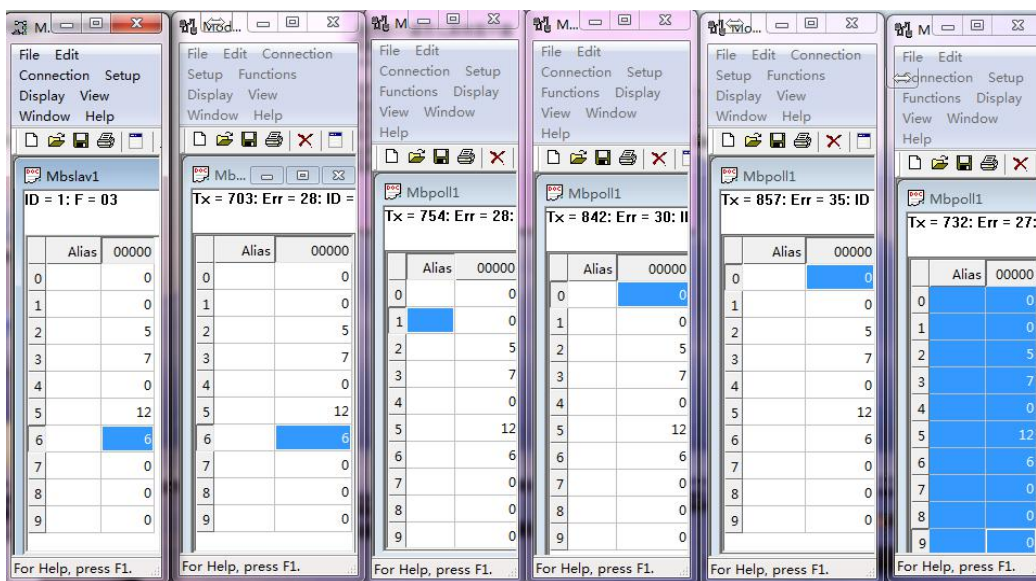 M...
File Edit
Connection Setup
Display View
Window Help
Mbslav1
ID = 1: F = 03
Alias 00000
0 0
1 0
2 5
3 7
4 0
5 12
6 6
7 0
8 0
9 0
For Help, press F1.
Mod...
File Edit Connection
Setup Functions
Display View
Window Help
Mb...
Tx = 703: Err = 28: ID =
Alias 00000
0 0
1 0
2 5
3 7
4 0
5 12
6 6
7 0
8 0
9 0
For Help, press F1.
M
File Edit
Connection Setup
Functions Display
View Window
Help
Mbpoll1
Tx = 754: Err = 28:
Alias 00000
0 0
1 0
2 5
3 7
4 0
5 12
6 6
7 0
8 0
9 0
For Help, press F1.
M...
File Edit
Connection Setup
Functions Display
View Window
Help
Mbpoll1
Tx = 842: Err = 30: II
Alias 00000
0 0
1 0
2 5
3 7
4 0
5 12
6 6
7 0
8 0
9 0
For Help, press F1.
Mo...
File Edit Connection
Setup Functions
Display View
Window Help
Mbpoll1
Tx = 857: Err = 35: ID
Alias 00000
0 0
1 0
2 5
3 7
4 0
5 12
6 6
7 0
8 0
9 0
For Help, press F1.
M
File Edit
Connection Setup
Functions Display
View Window
Help
Mbpoll1
Tx = 732: Err = 27:
Alias 00000
0 0
1 0
2 5
3 7
4 0
5 12
6 6
7 0
8 0
9 0
For Help, press F1.